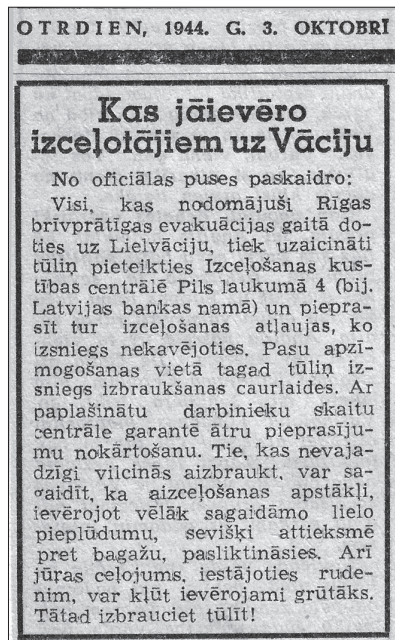 OTRDIEN, 1944. G. 3. OKTOBRĪ
Kas jāievēro
izceļotājiem uz Vāciju
No oficiālas puses paskaidro:
Visi, kas nodomājuši Rīgas
brīvprātīgas evakuācijas gaitā do-
ties uz Lielvāciju, tiek uzaicināti
tūliņ pieteikties Izceļošanas kus-
tības centrālē Pils laukumā 4 (bij.
Latvijas bankas namā) un piepra-
sīt tur izceļošanas atļaujas, ko
izsniegs nekavējoties. Pasu apzī-
mogošanas vietā tagad tūliņ iz-
sniegs izbraukšanas caurlaides. Ar
paplašinātu darbinieku skaitu
centrāle garantē ātru pieprasīju-
mu nokārtošanu. Tie, kas nevaja-
dzīgi vilcinās aizbraukt, var sa-
gaidīt, ka aizceļošanas apstākļi,
ievērojot vēlāk sagaidāmo lielo
pieplūdumu, sevišķi attieksmē
pret bagažu, pasliktināsies. Arī
jūras ceļojums, iestājoties rude-
nim, var kļūt ievērojami grūtāks.
Tātad izbrauciet tūlīt!